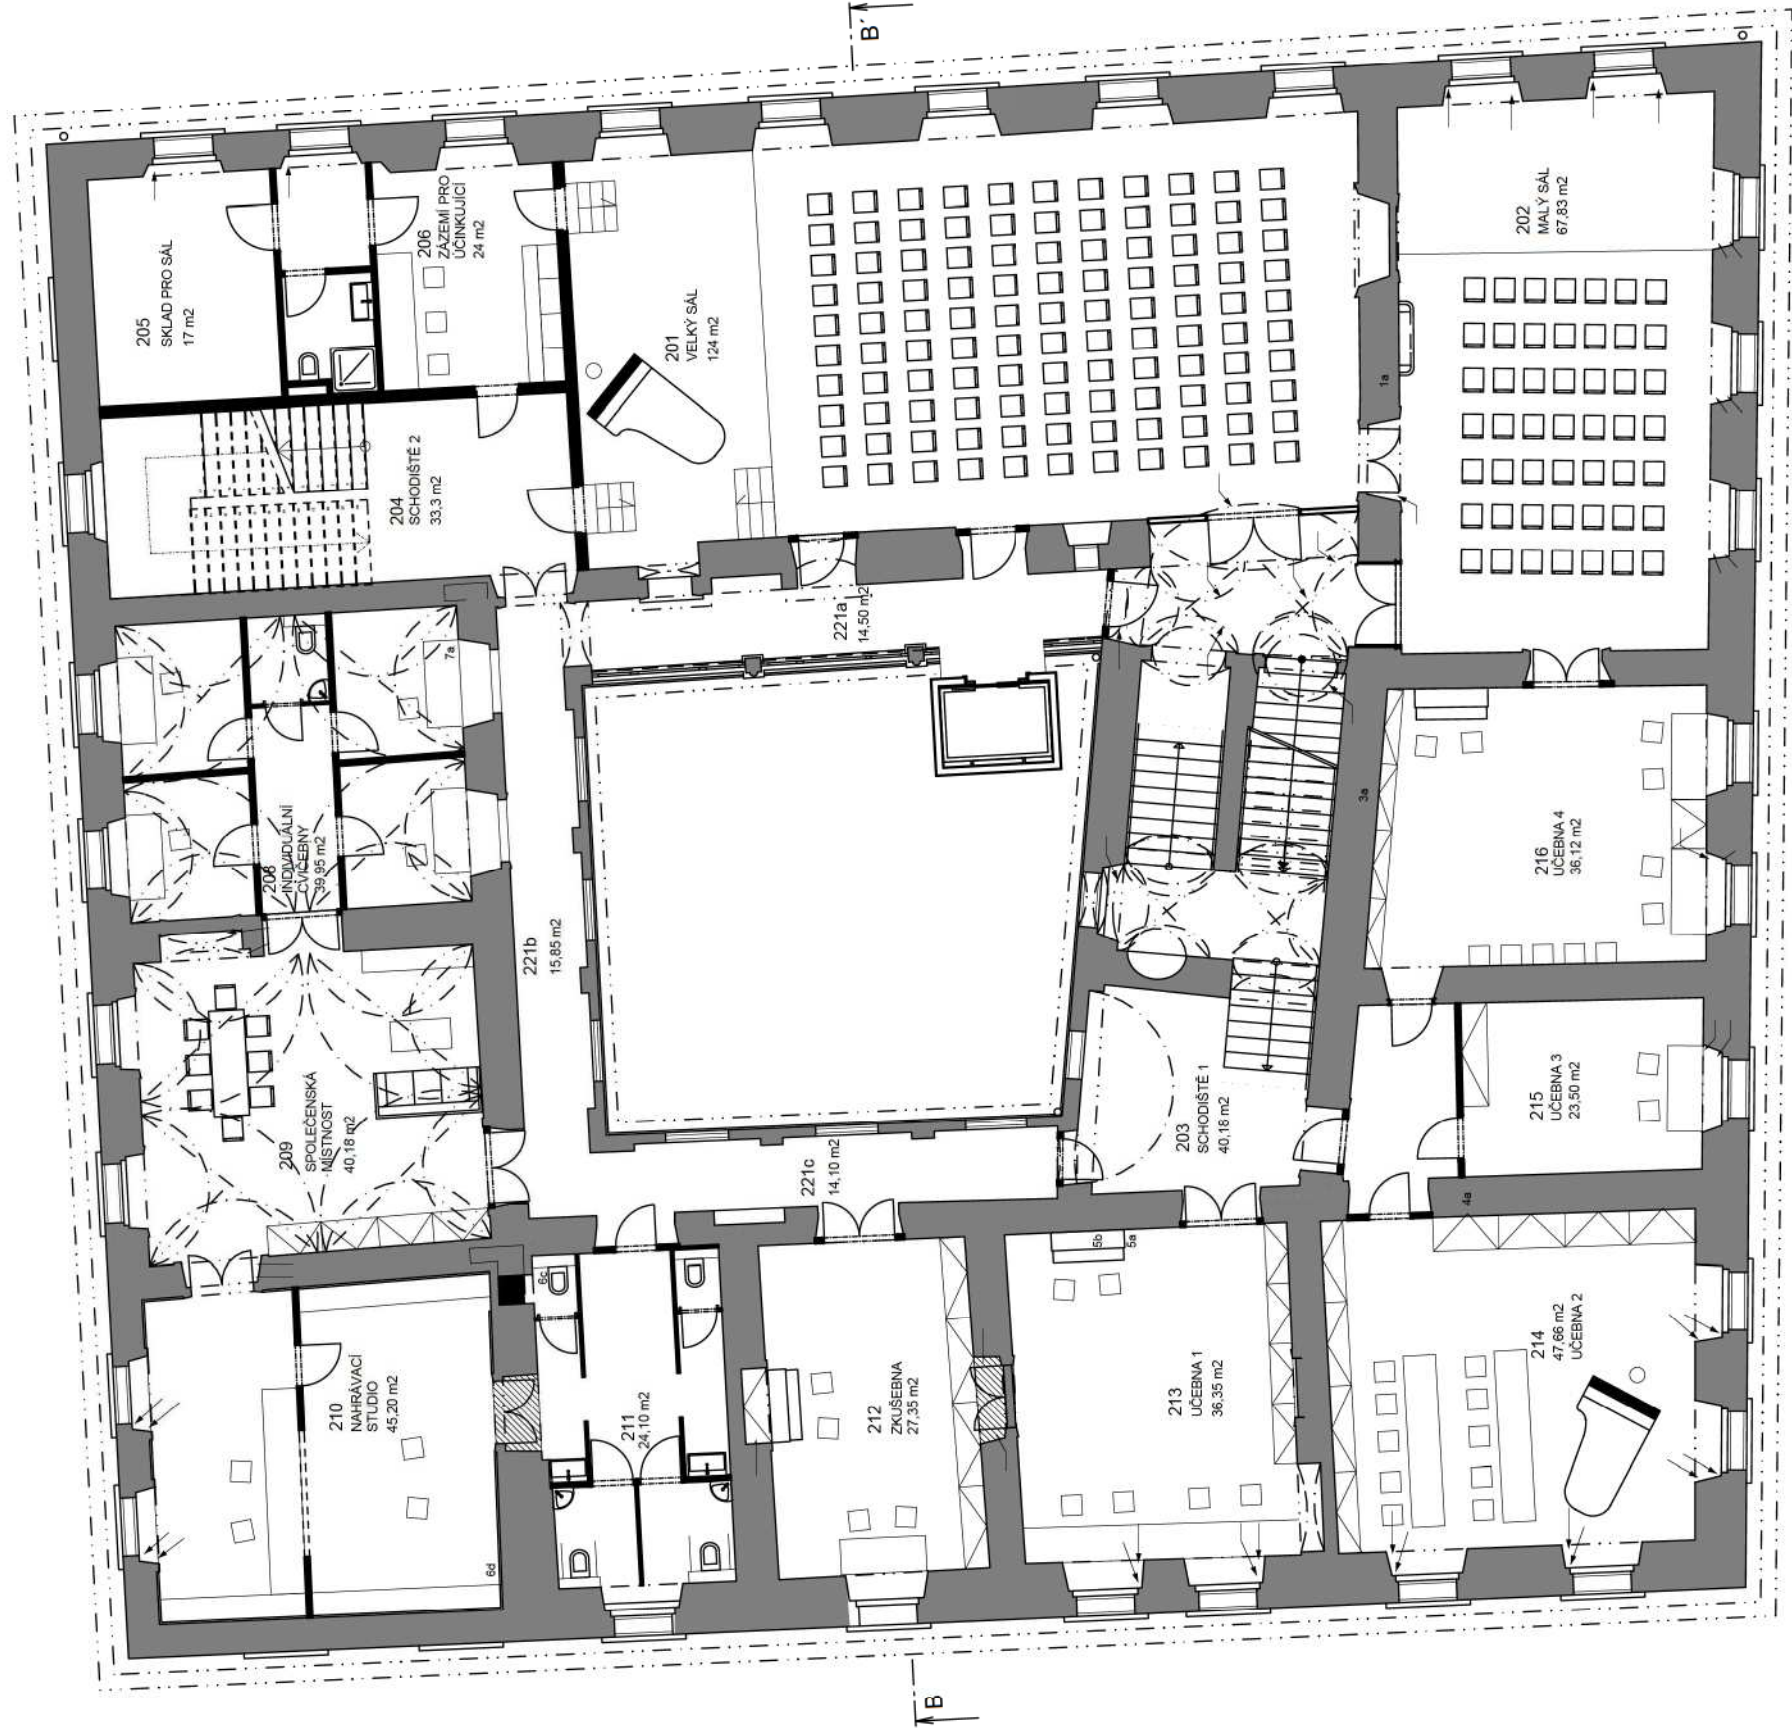 B´
205
SKLAD PRO SÁL
17 m2
206
ZÁZEMÍ PRO
ÚČINKUJÍCÍ
24 m2
201
VELKÝ SÁL
124 m2
202
MALÝ SÁL
67,83 m2
204
SCHODIŠTĚ 2
33,3 m2
1a
7a
221a
14,50 m2
208
INDIVIDUÁLNÍ
CVIČEBNY
39,95 m2
221b
15,85 m2
3a
216
UČEBNA 4
36,12 m2
209
SPOLEČENSKÁ
MÍSTNOST
40,18 m2
221c
14,10 m2
203
SCHODIŠTĚ 1
40,18 m2
215
UČEBNA 3
23,50 m2
4a
5b
5a
6c
210
NAHRÁVACÍ
STUDIO
45,20 m2
211
24,10 m2
212
ZKUŠEBNA
27,35 m2
213
UČEBNA 1
36,35 m2
214
47,66 m2
UČEBNA 2
6d
B